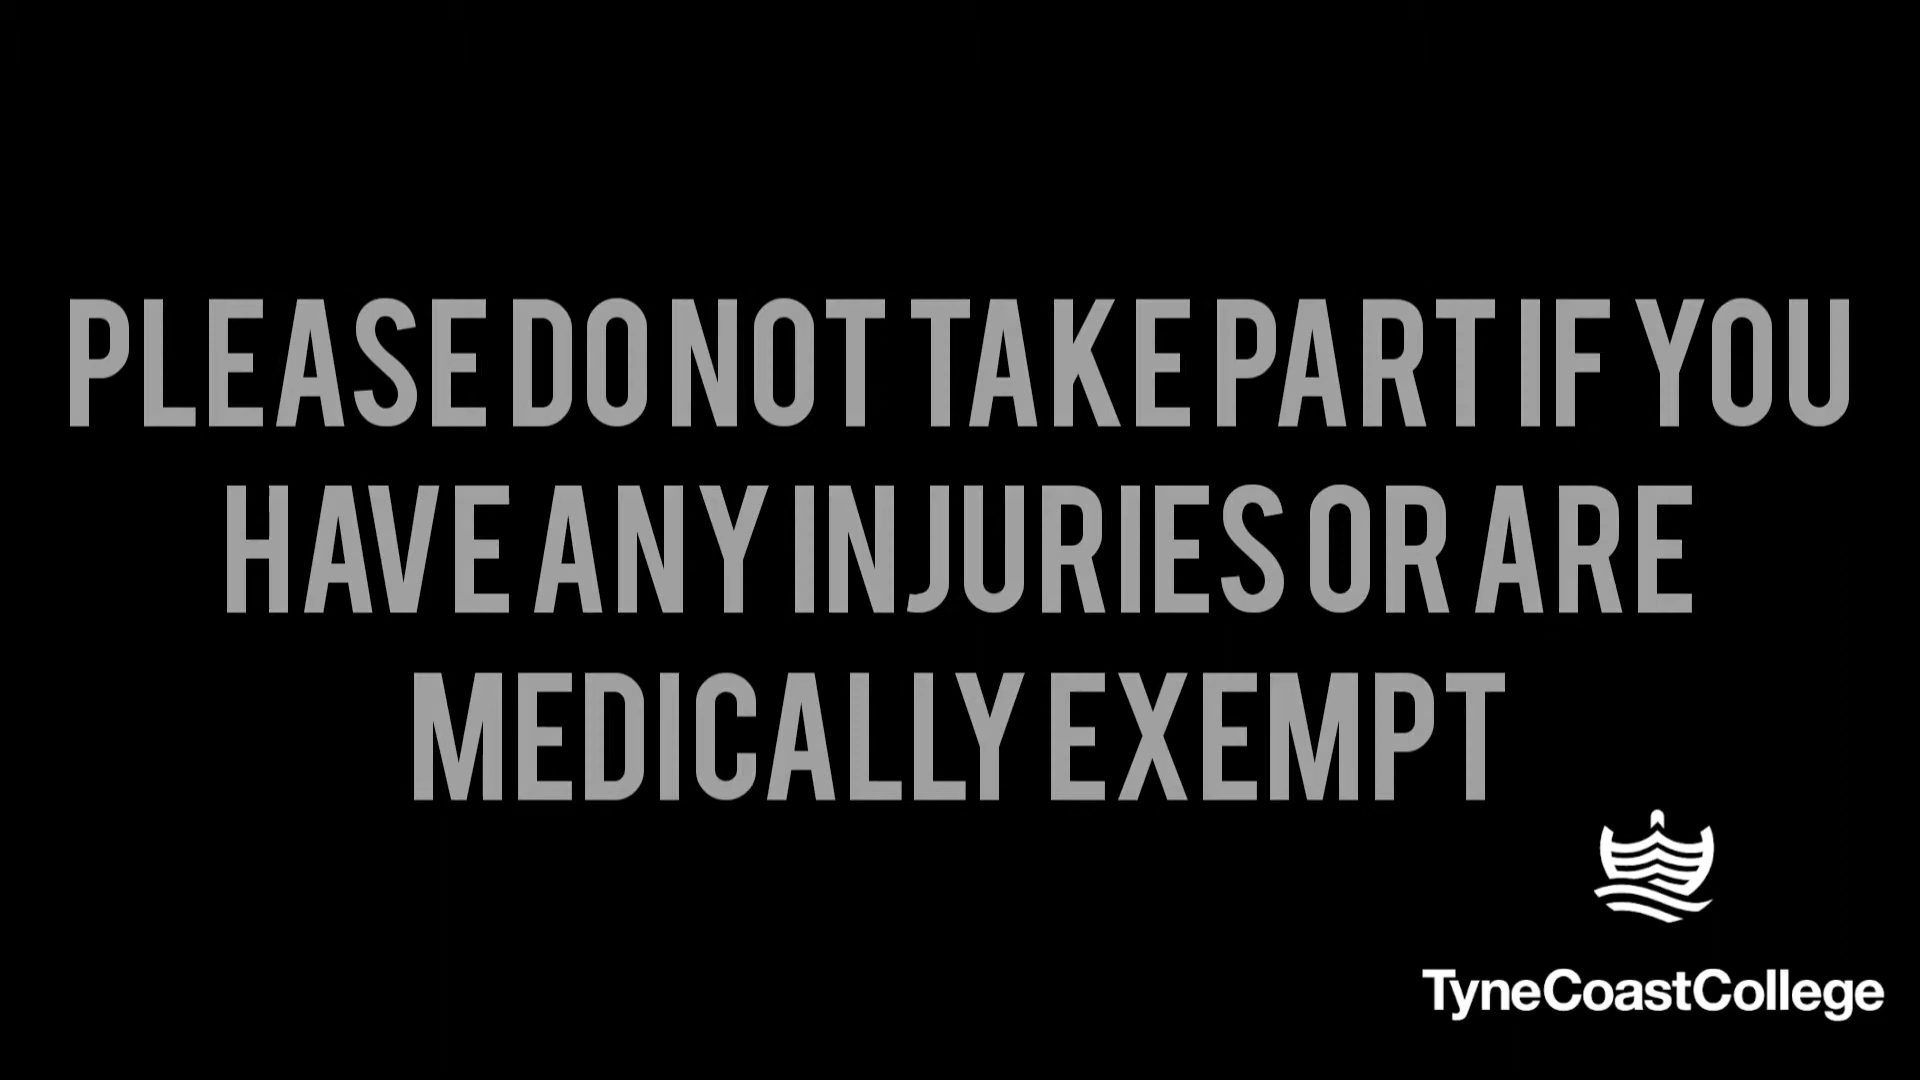 PLEASE DO NOT TAKE PART IF YOU
HAVE ANY INJURIES OR ARE
MEDICALLY EXEMPT
TyneCoastCollege